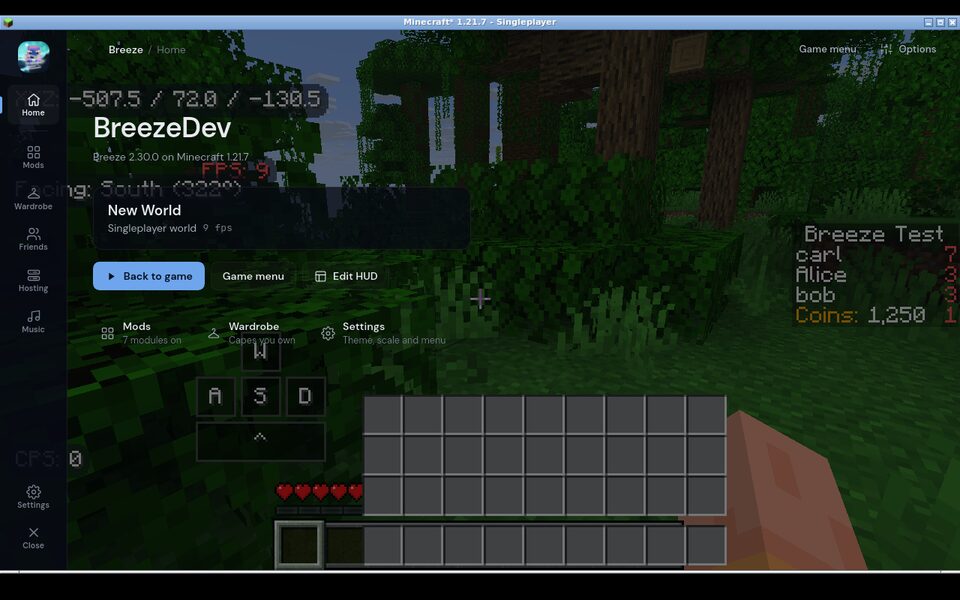 Minecraft* 1.21.7 - Singleplayer
Breeze / Home
Game menu
Options
XYZ: -507.5 / 72.0 / -130.5
Home
BreezeDev
Breeze 2.30.0 on Minecraft 1.21.7
FPS: 9
Mods
Facing: South (322°)
Wardrobe
New World
Singleplayer world 9 fps
Friends
Breeze Test
carl 7
Alice 3
bob 3
Coins: 1,250 1
Back to game
Game menu
Edit HUD
Hosting
Music
Mods
7 modules on
Wardrobe
Capes you own
Settings
Theme, scale and menu
W
A S D
^
CPS: 0
Settings
Close